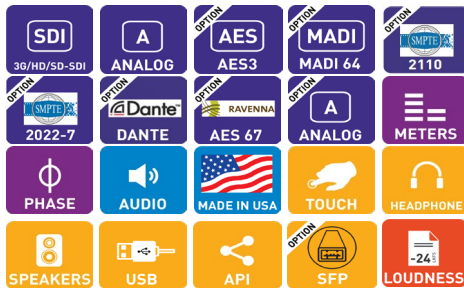 SDI
3G/HD/SD-SDI
A
ANALOG
OPTION
AES
AES3
OPTION
MADI
MADI 64
OPTION
SMPTE
2110
OPTION
SMPTE
2022-7
OPTION
Dante™
DANTE
OPTION
RAVENNA
AES 67
OPTION
A
ANALOG
METERS
PHASE
AUDIO
MADE IN USA
TOUCH
HEADPHONE
SPEAKERS
USB
API
OPTION
SFP
-24
LOUDNESS